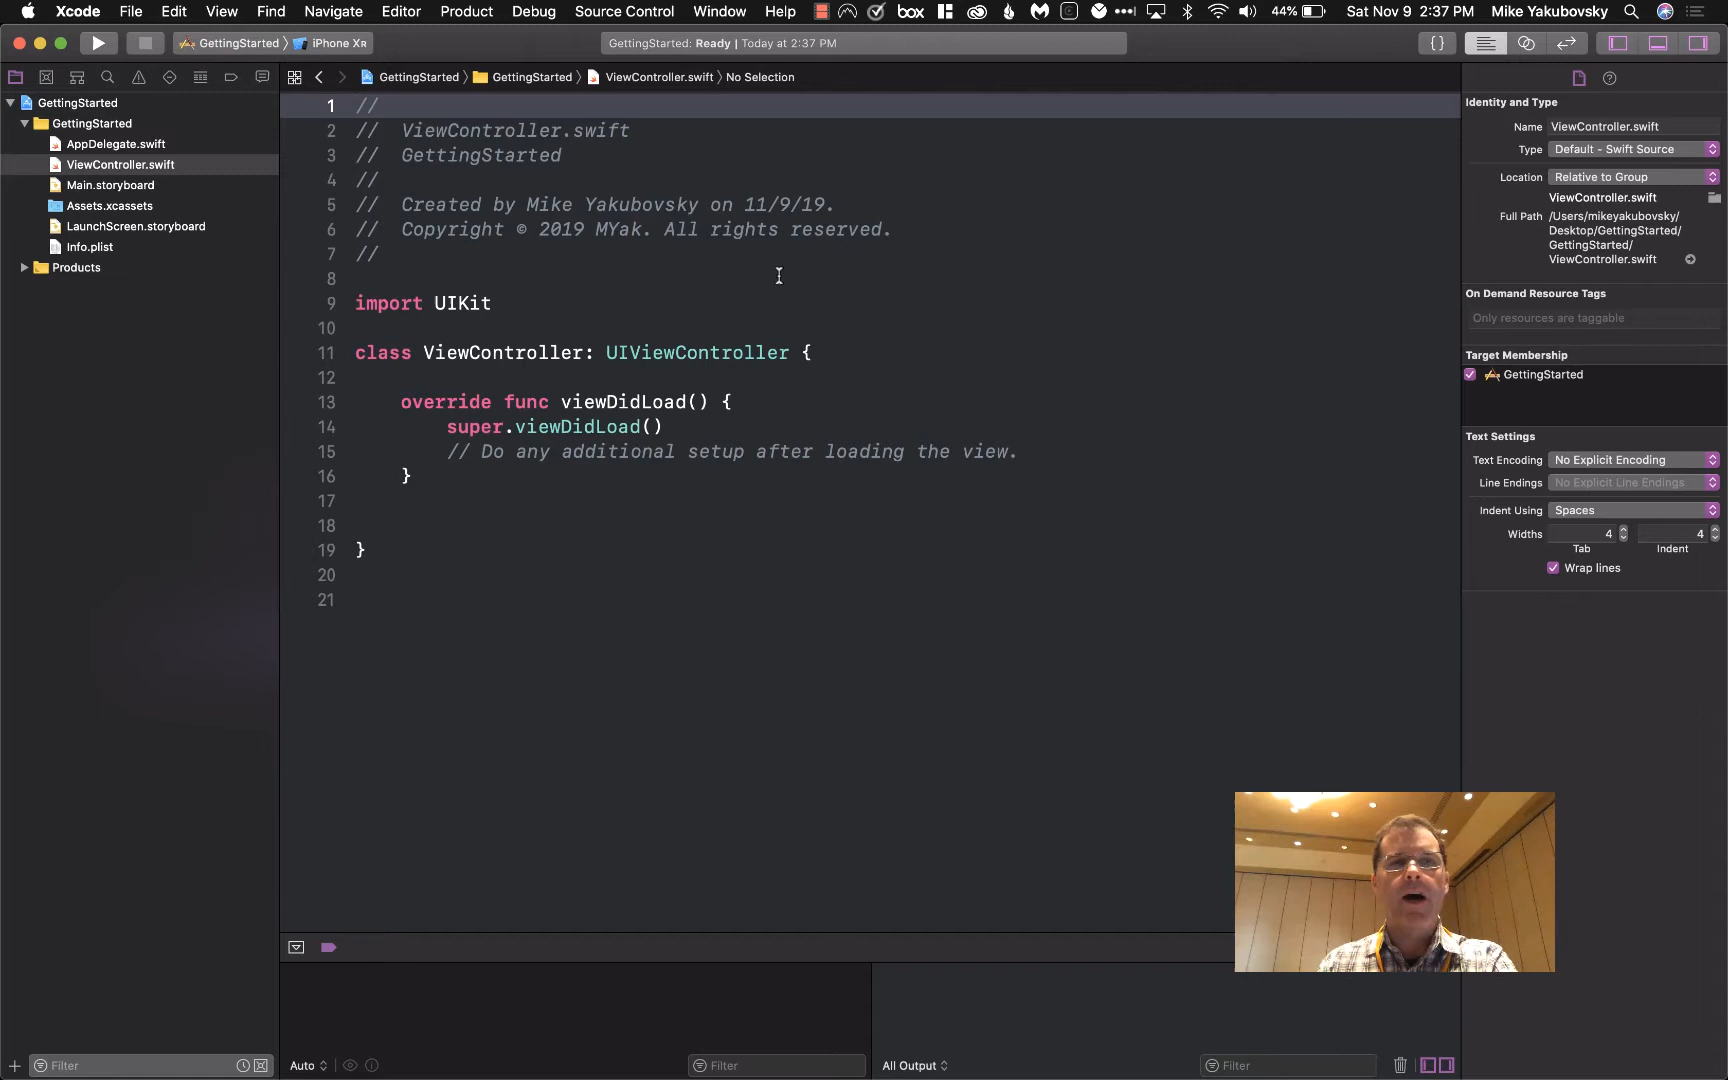 Xcode File Edit View Find Navigate Editor Product Debug Source Control Window Help box 44% Sat Nov 9 2:37 PM Mike Yakubovsky
GettingStarted iPhone XR GettingStarted: Ready | Today at 2:37 PM {}
GettingStarted GettingStarted ViewController.swift No Selection
GettingStarted
GettingStarted
AppDelegate.swift
ViewController.swift
Main.storyboard
Assets.xcassets
LaunchScreen.storyboard
Info.plist
Products
Filter
1 //
2 //  ViewController.swift
3 //  GettingStarted
4 //
5 //  Created by Mike Yakubovsky on 11/9/19.
6 //  Copyright © 2019 MYak. All rights reserved.
7 //
8
9 import UIKit
10
11 class ViewController: UIViewController {
12
13     override func viewDidLoad() {
14         super.viewDidLoad()
15         // Do any additional setup after loading the view.
16     }
17
18
19 }
20
21
Auto Filter All Output Filter
Identity and Type
Name ViewController.swift
Type Default - Swift Source
Location Relative to Group
ViewController.swift
Full Path /Users/mikeyakubovsky/
Desktop/GettingStarted/
GettingStarted/
ViewController.swift
On Demand Resource Tags
Only resources are taggable
Target Membership
GettingStarted
Text Settings
Text Encoding No Explicit Encoding
Line Endings No Explicit Line Endings
Indent Using Spaces
Widths 4 4
Tab Indent
Wrap lines